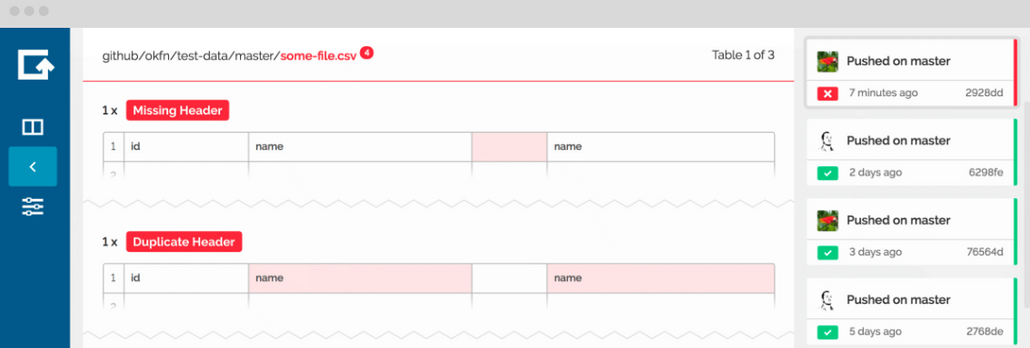 github/okfn/test-data/master/some-file.csv 4
Table 1 of 3
1 x Missing Header
1 id name name
2
1 x Duplicate Header
1 id name name
2
Pushed on master
7 minutes ago 2928dd
Pushed on master
2 days ago 6298fe
Pushed on master
3 days ago 76564d
Pushed on master
5 days ago 2768de